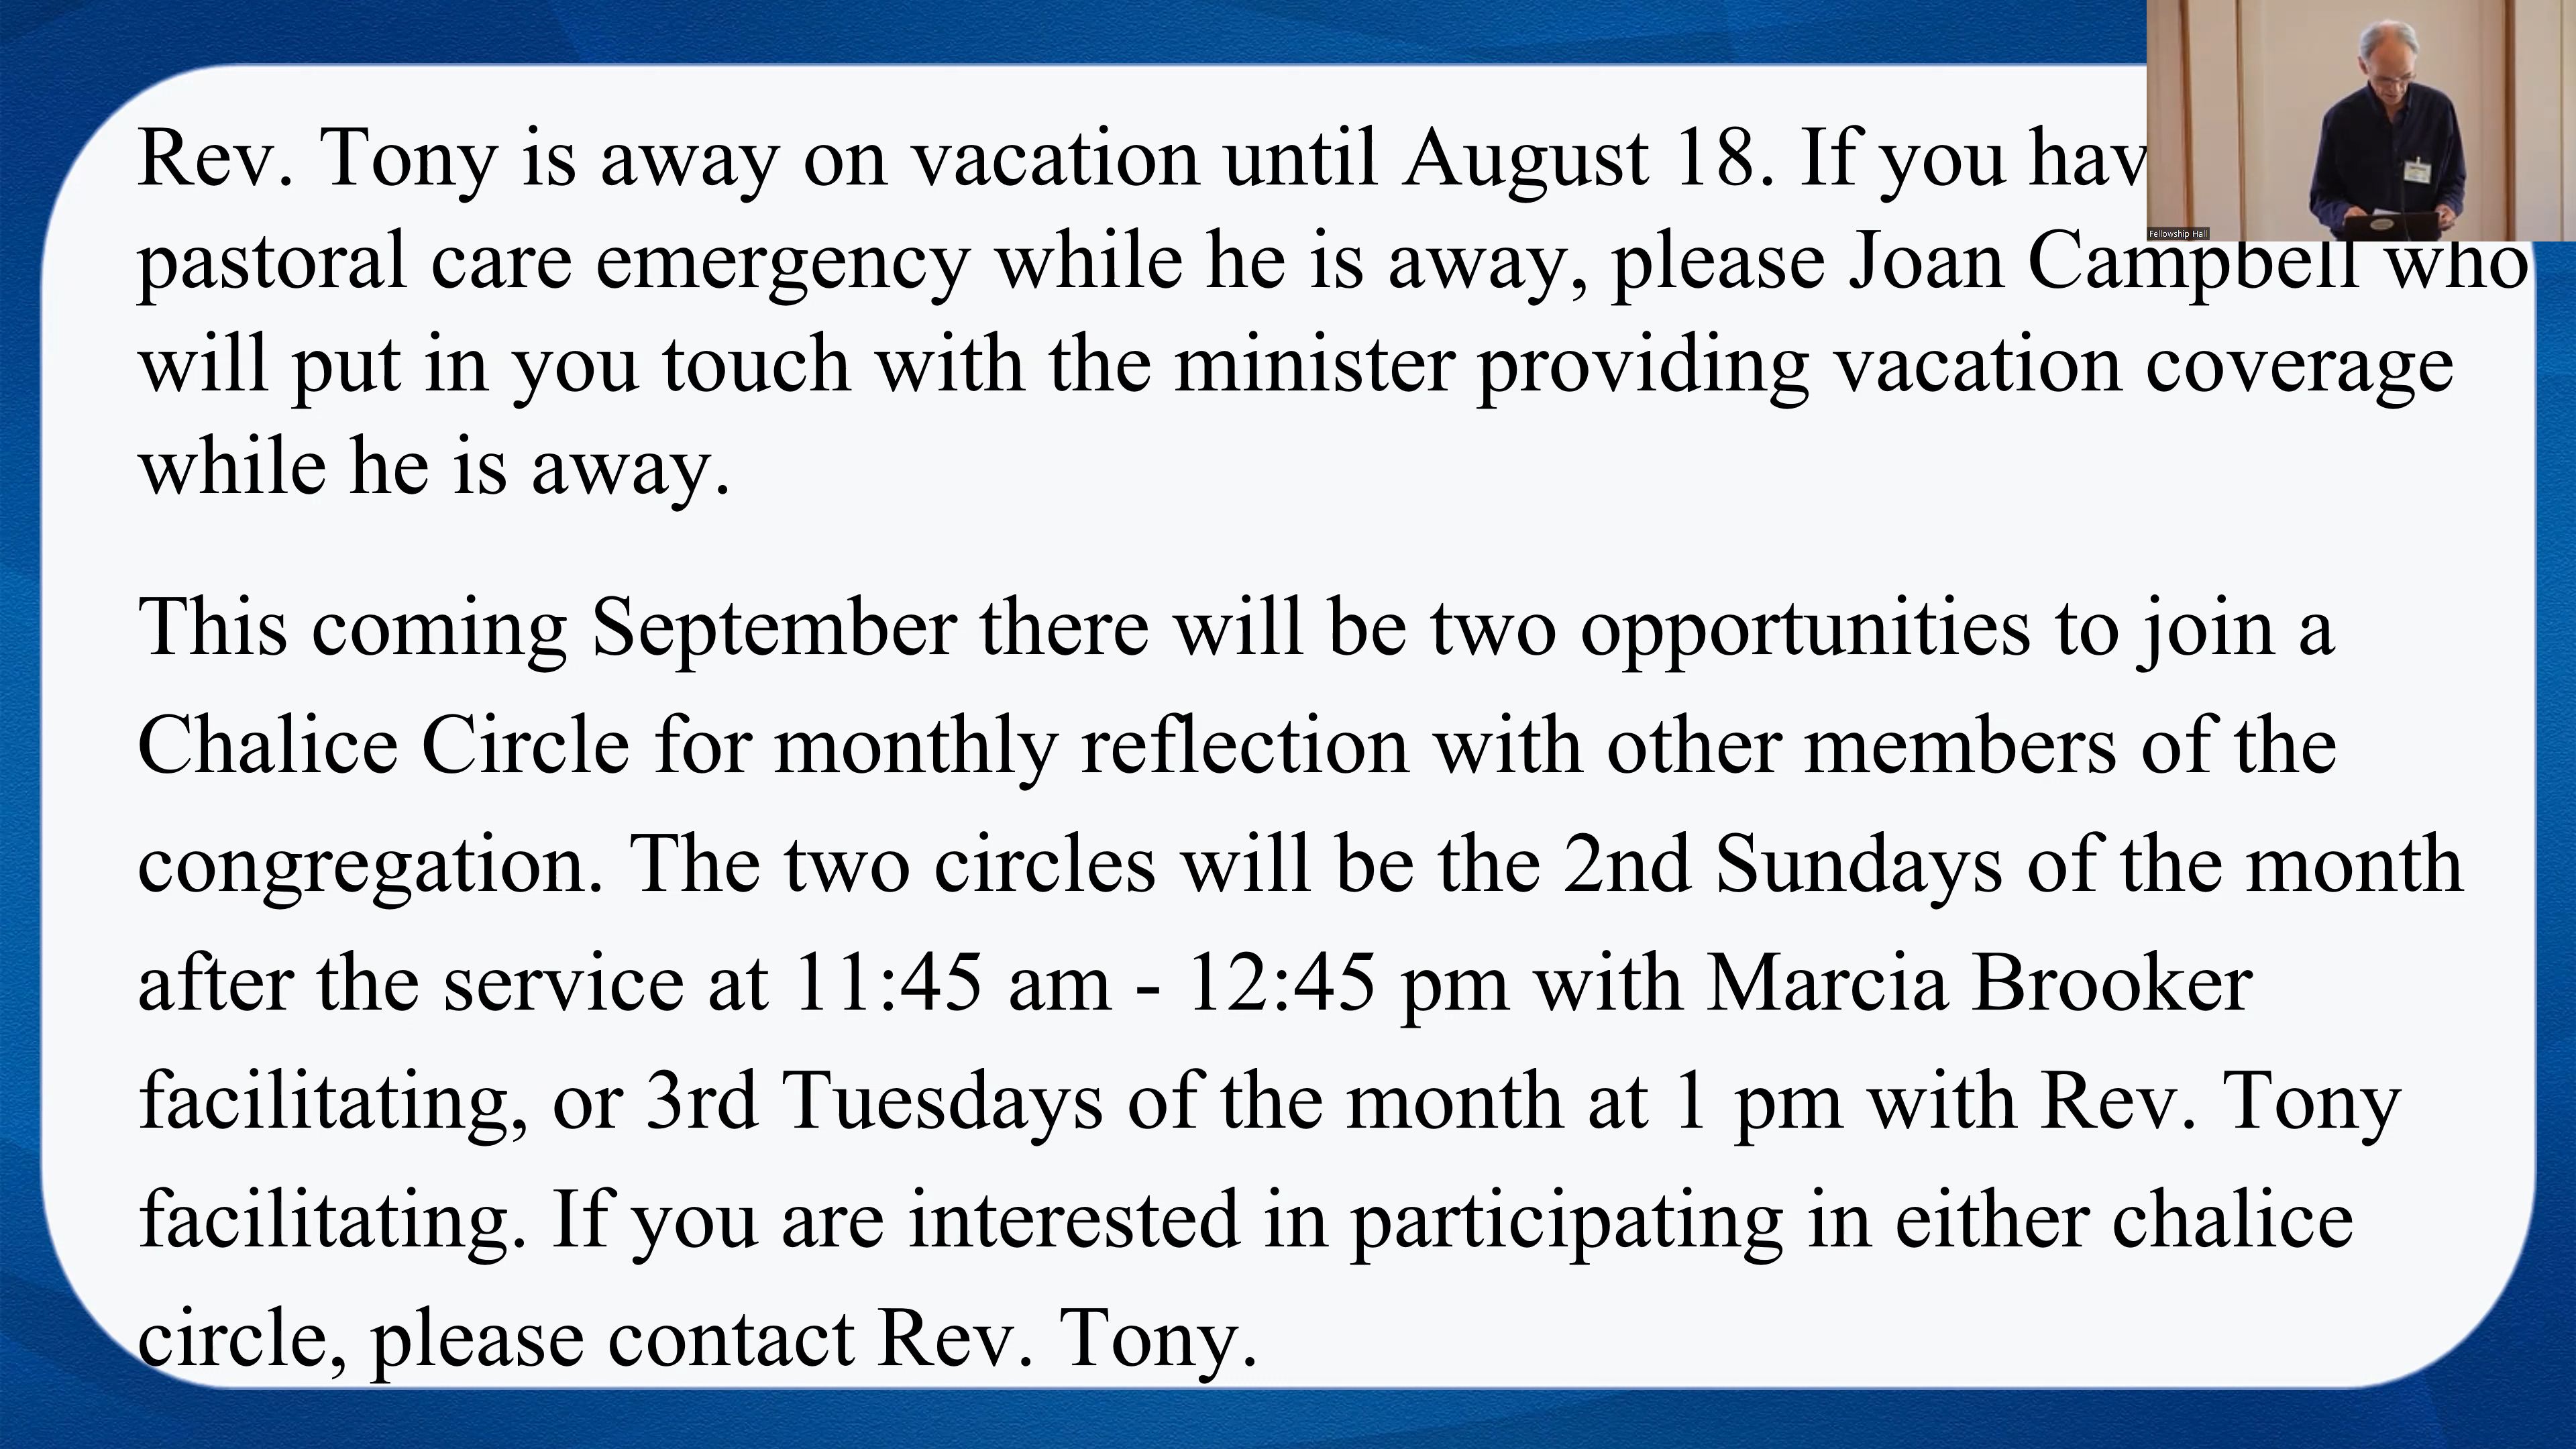 Rev. Tony is away on vacation until August 18. If you hav
pastoral care emergency while he is away, please Joan Campbell who
will put in you touch with the minister providing vacation coverage
while he is away.
This coming September there will be two opportunities to join a
Chalice Circle for monthly reflection with other members of the
congregation. The two circles will be the 2nd Sundays of the month
after the service at 11:45 am - 12:45 pm with Marcia Brooker
facilitating, or 3rd Tuesdays of the month at 1 pm with Rev. Tony
facilitating. If you are interested in participating in either chalice
circle, please contact Rev. Tony.
Fellowship Hall